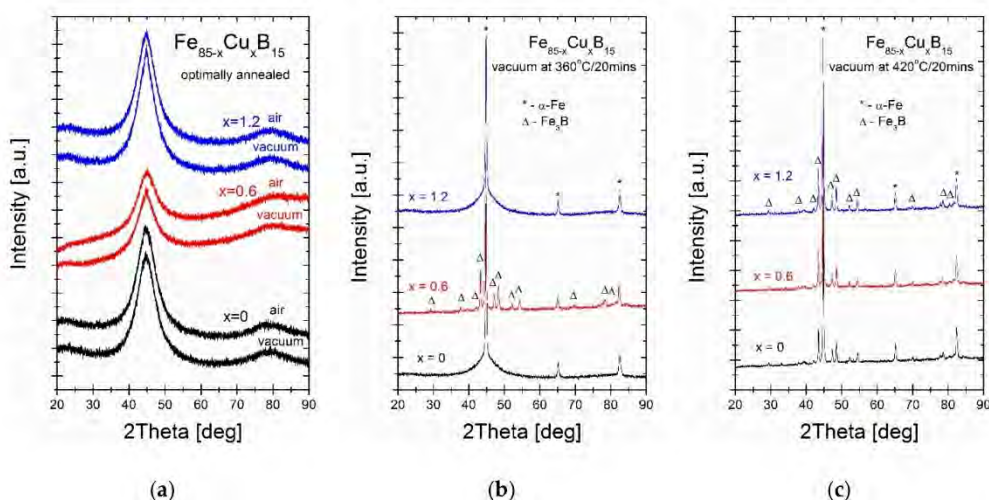 Fe85-xCuxB15
optimally annealed
x=1.2 air
vacuum
x=0.6 air
vacuum
x=0 air
vacuum
Intensity [a.u.]
20 30 40 50 60 70 80 90
2Theta [deg]
(a)
*
Fe85-xCuxB15
vacuum at 360°C/20mins
* - α-Fe
Δ - Fe3B
x = 1.2
* *
Δ Δ Δ Δ Δ Δ Δ Δ Δ Δ Δ
x = 0.6
x = 0
Intensity [a.u.]
20 30 40 50 60 70 80 90
2Theta [deg]
(b)
*
Fe85-xCuxB15
vacuum at 420°C/20mins
* - α-Fe
Δ - Fe3B
x = 1.2
Δ Δ Δ Δ Δ Δ Δ Δ * Δ Δ Δ *
x = 0.6
x = 0
Intensity [a.u.]
20 30 40 50 60 70 80 90
2Theta [deg]
(c)